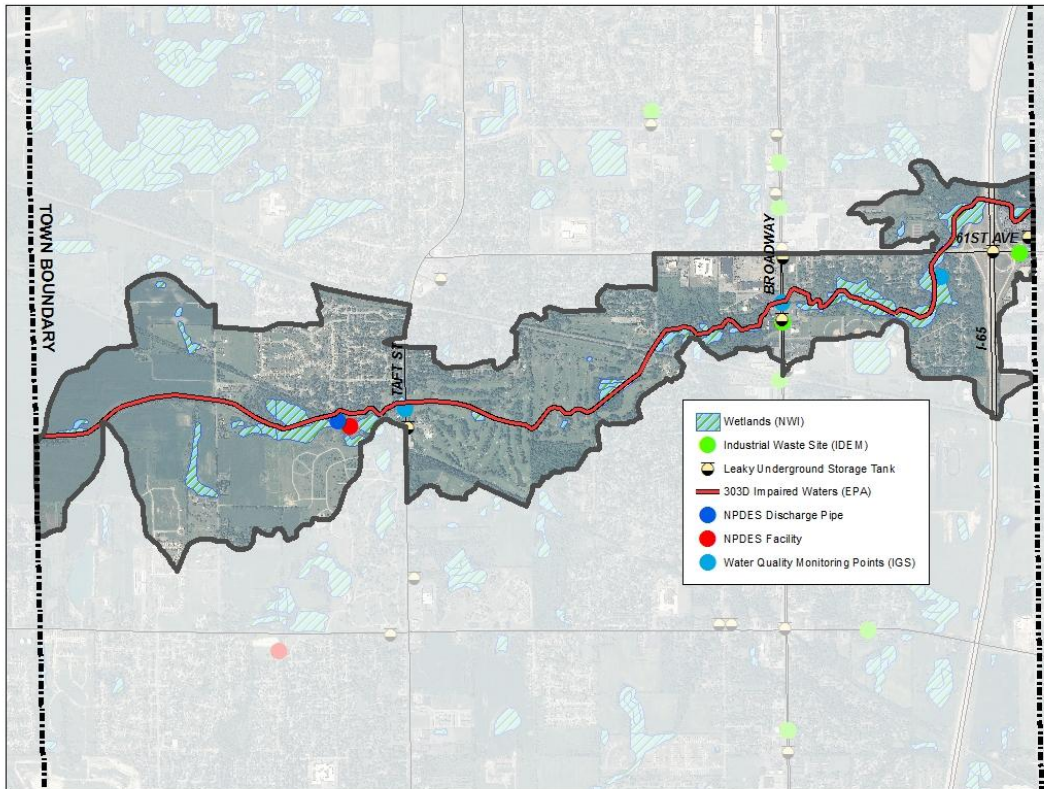 TOWN BOUNDARY
TAFT ST
BROADWAY
61ST AVE
I-65
Wetlands (NWI)
Industrial Waste Site (IDEM)
Leaky Underground Storage Tank
303D Impaired Waters (EPA)
NPDES Discharge Pipe
NPDES Facility
Water Quality Monitoring Points (IGS)